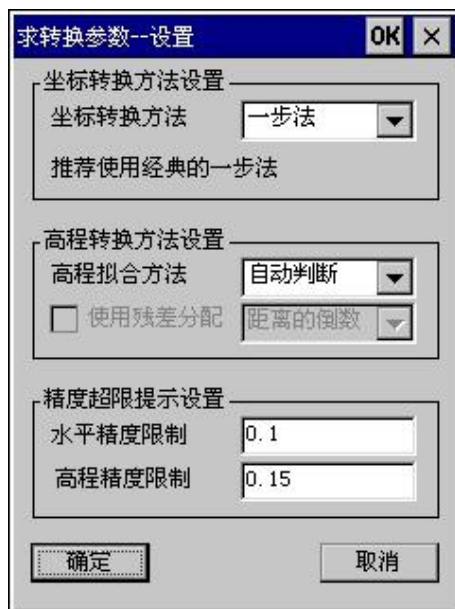 求转换参数--设置 OK ×
坐标转换方法设置
坐标转换方法 一步法
推荐使用经典的一步法
高程转换方法设置
高程拟合方法 自动判断
使用残差分配 距离的倒数
精度超限提示设置
水平精度限制 0.1
高程精度限制 0.15
确定 取消